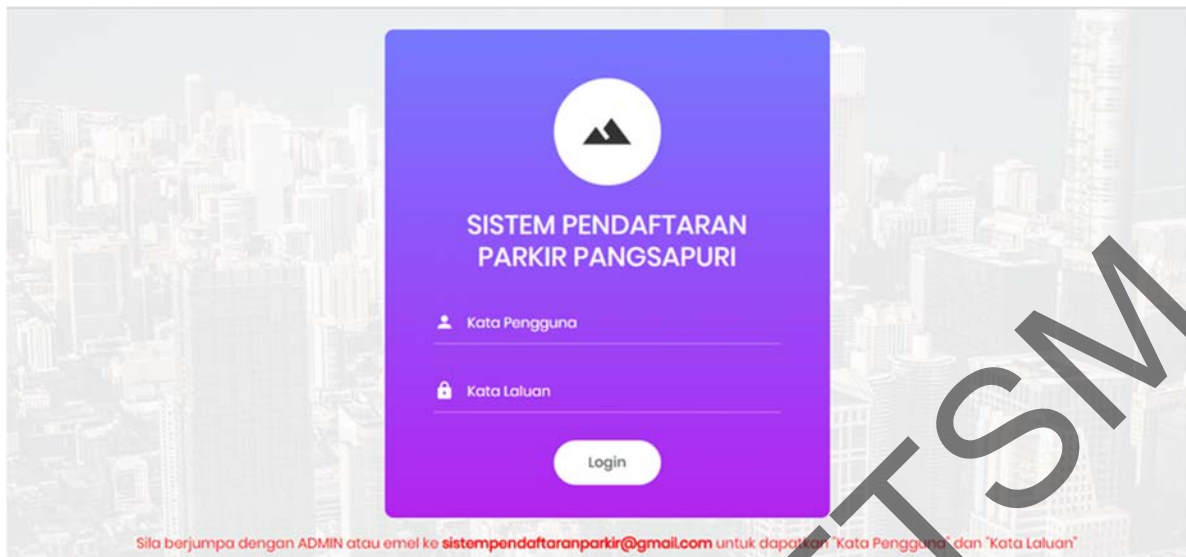 SISTEM PENDAFTARAN
PARKIR PANGSAPURI
Kata Pengguna
Kata Laluan
Login
Sila berjumpa dengan ADMIN atau emel ke sistempendaftaranparkir@gmail.com untuk dapatkan "Kata Pengguna" dan "Kata Laluan"
TSM